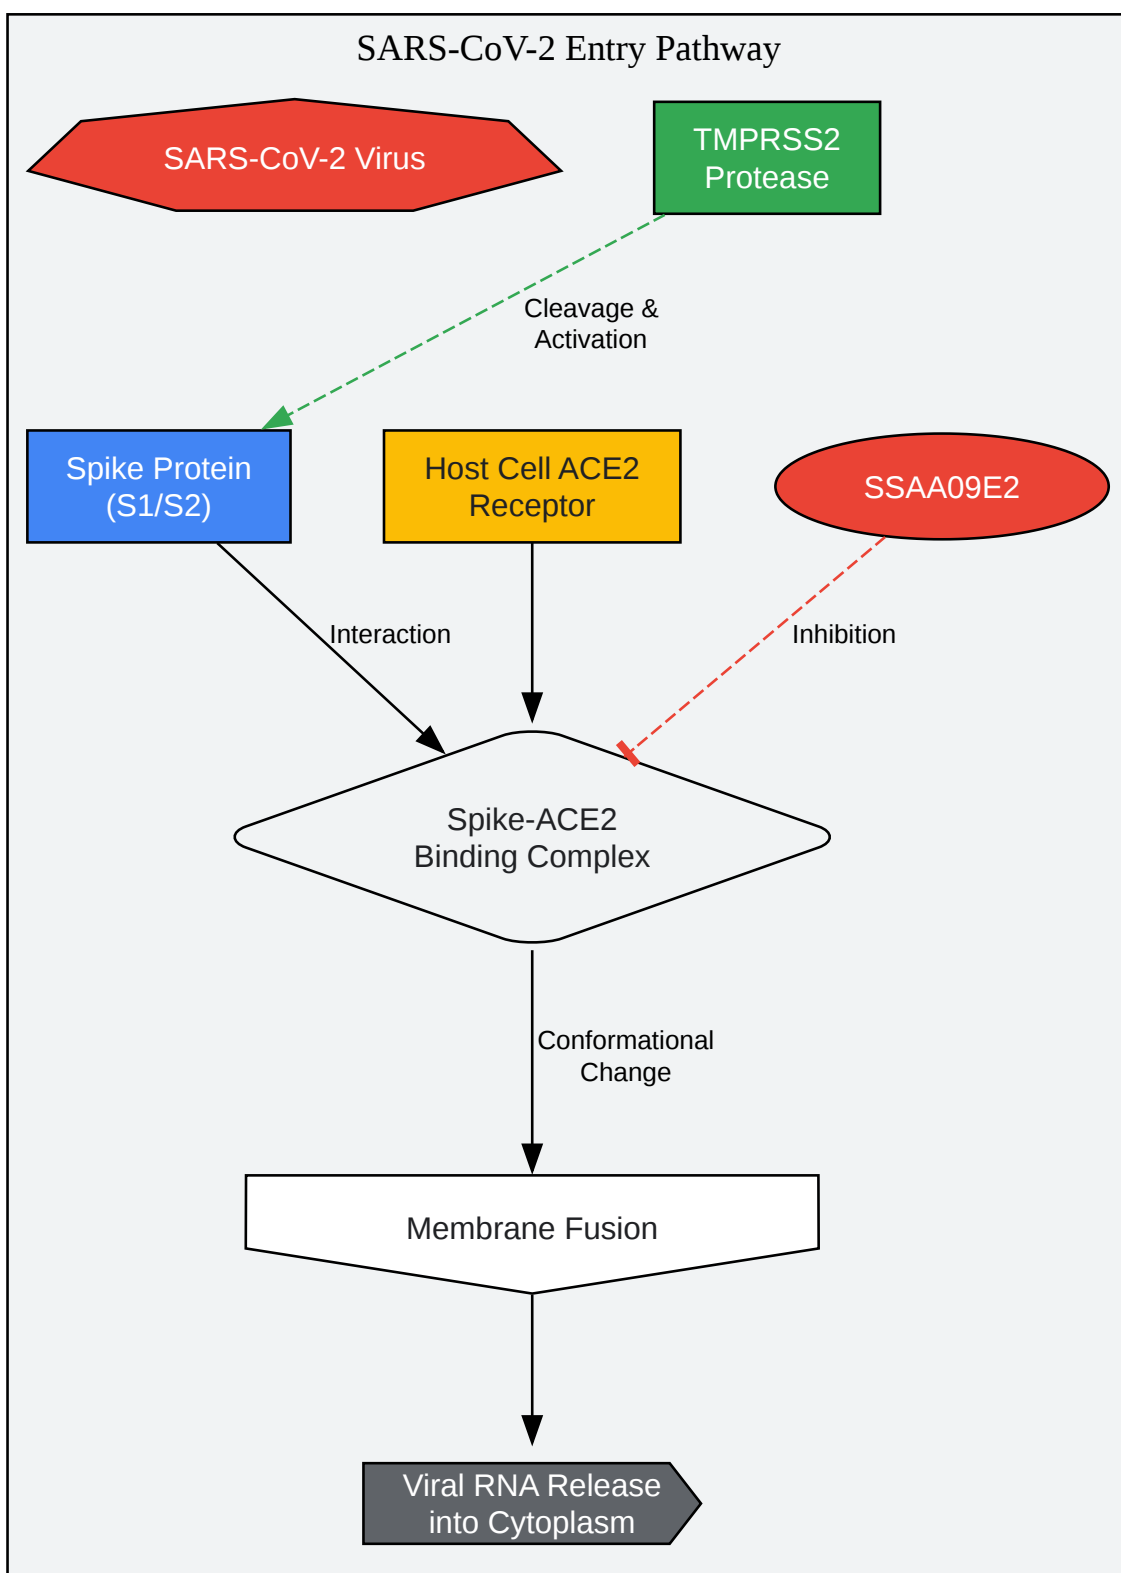 SARS-CoV-2 Entry Pathway
SARS-CoV-2 Virus
TMPRSS2
Protease
Cleavage &
Activation
Spike Protein
(S1/S2)
Host Cell ACE2
Receptor
SSAA09E2
Interaction
Inhibition
Spike-ACE2
Binding Complex
Conformational
Change
Membrane Fusion
Viral RNA Release
into Cytoplasm